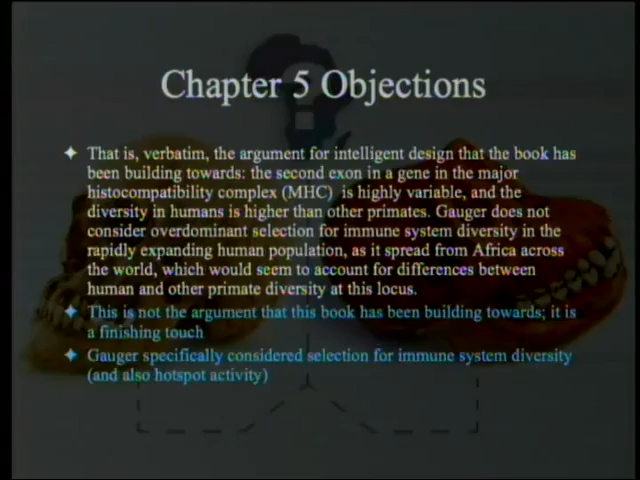 Chapter 5 Objections
That is, verbatim, the argument for intelligent design that the book has
been building towards: the second exon in a gene in the major
histocompatibility complex (MHC) is highly variable, and the
diversity in humans is higher than other primates. Gauger does not
consider overdominant selection for immune system diversity in the
rapidly expanding human population, as it spread from Africa across
the world, which would seem to account for differences between
human and other primate diversity at this locus.
This is not the argument that this book has been building towards; it is
a finishing touch
Gauger specifically considered selection for immune system diversity
(and also hotspot activity)